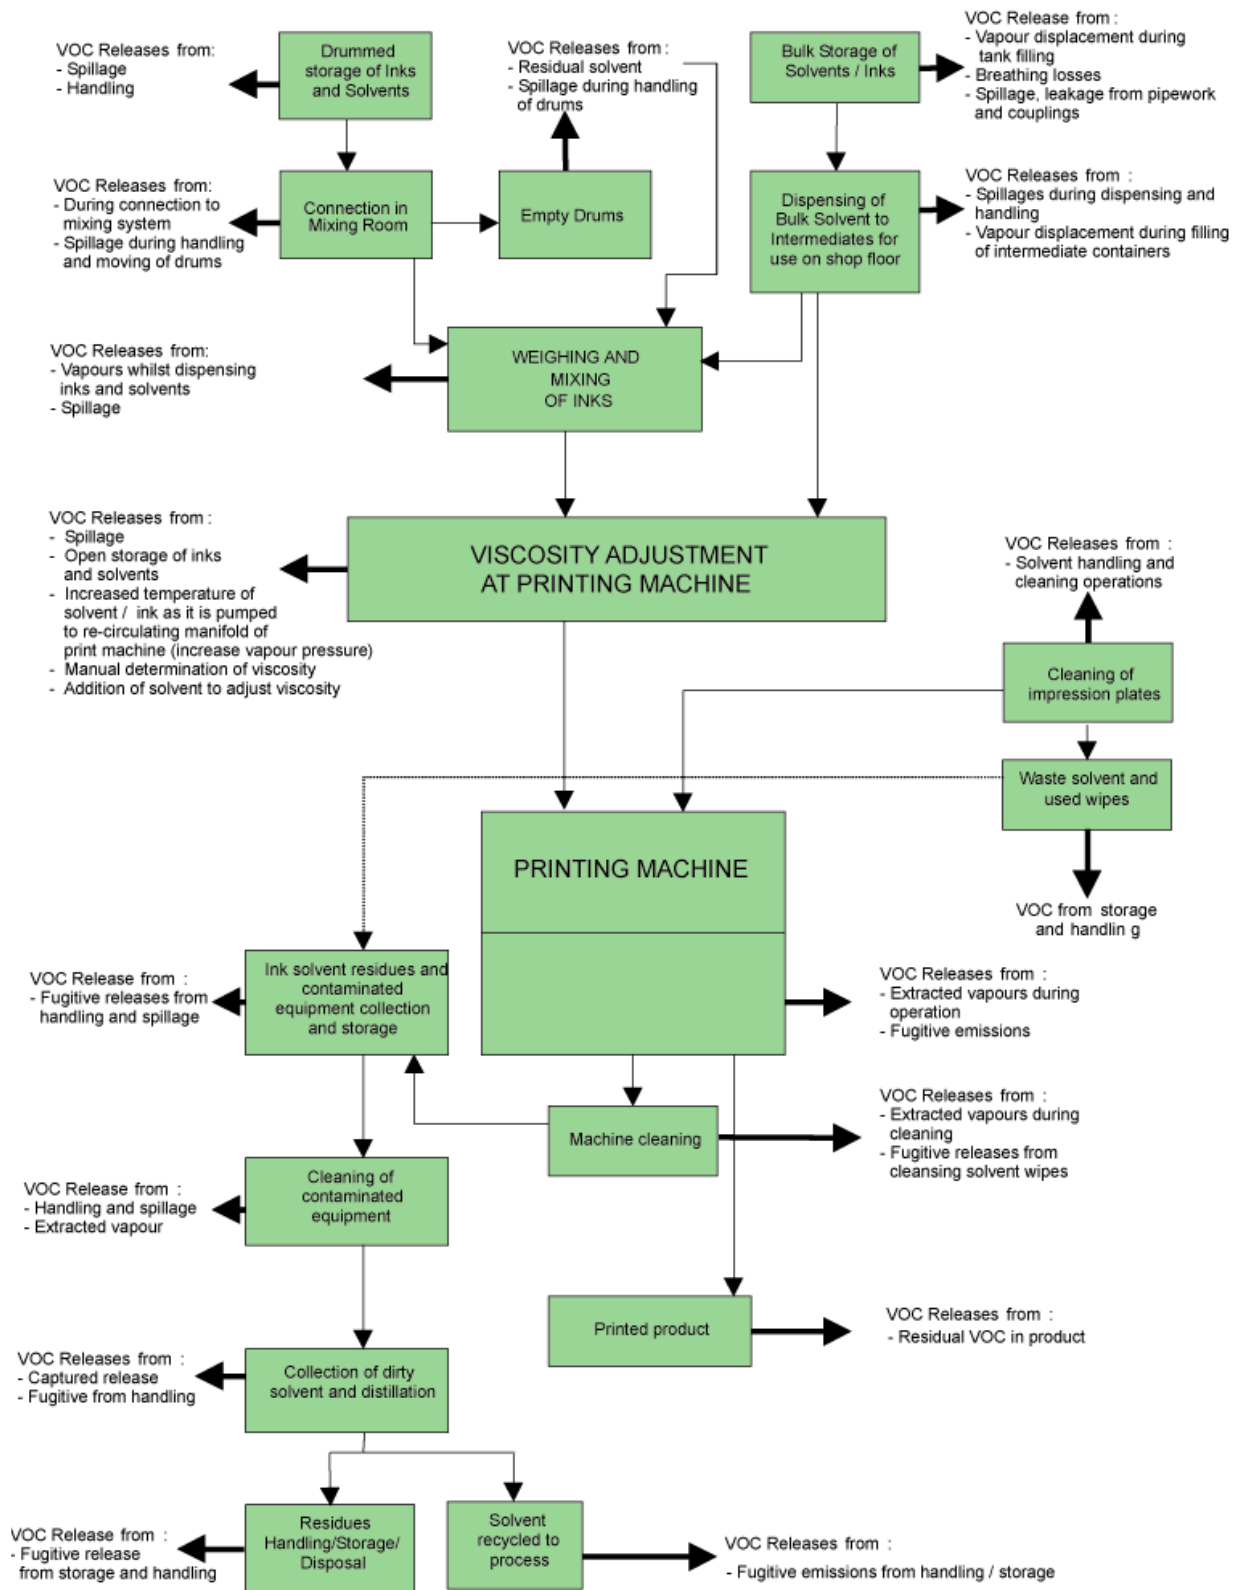 VOC Releases from:
- Spillage
- Handling
Drummed
storage of Inks
and Solvents
VOC Releases from :
- Residual solvent
- Spillage during handling
of drums
Bulk Storage of
Solvents / Inks
VOC Release from :
- Vapour displacement during
tank filling
- Breathing losses
- Spillage, leakage from pipework
and couplings
VOC Releases from:
- During connection to
mixing system
- Spillage during handling
and moving of drums
Connection in
Mixing Room
Empty Drums
Dispensing of
Bulk Solvent to
Intermediates for
use on shop floor
VOC Releases from :
- Spillages during dispensing and
handling
- Vapour displacement during filling
of intermediate containers
VOC Releases from:
- Vapours whilst dispensing
inks and solvents
- Spillage
WEIGHING AND
MIXING
OF INKS
VOC Releases from :
- Spillage
- Open storage of inks
and solvents
- Increased temperature of
solvent / ink as it is pumped
to re-circulating manifold of
print machine (increase vapour pressure)
- Manual determination of viscosity
- Addition of solvent to adjust viscosity
VISCOSITY ADJUSTMENT
AT PRINTING MACHINE
VOC Releases from :
- Solvent handling and
cleaning operations
Cleaning of
impression plates
Waste solvent and
used wipes
VOC from storage
and handlin g
PRINTING MACHINE
VOC Release from :
- Fugitive releases from
handling and spillage
Ink solvent residues and
contaminated
equipment collection
and storage
VOC Releases from :
- Extracted vapours during
operation
- Fugitive emissions
Machine cleaning
VOC Releases from :
- Extracted vapours during
cleaning
- Fugitive releases from
cleansing solvent wipes
VOC Release from :
- Handling and spillage
- Extracted vapour
Cleaning of
contaminated
equipment
Printed product
VOC Releases from :
- Residual VOC in product
VOC Releases from :
- Captured release
- Fugitive from handling
Collection of dirty
solvent and distillation
VOC Release from :
- Fugitive release
from storage and handling
Residues
Handling/Storage/
Disposal
Solvent
recycled to
process
VOC Releases from :
- Fugitive emissions from handling / storage